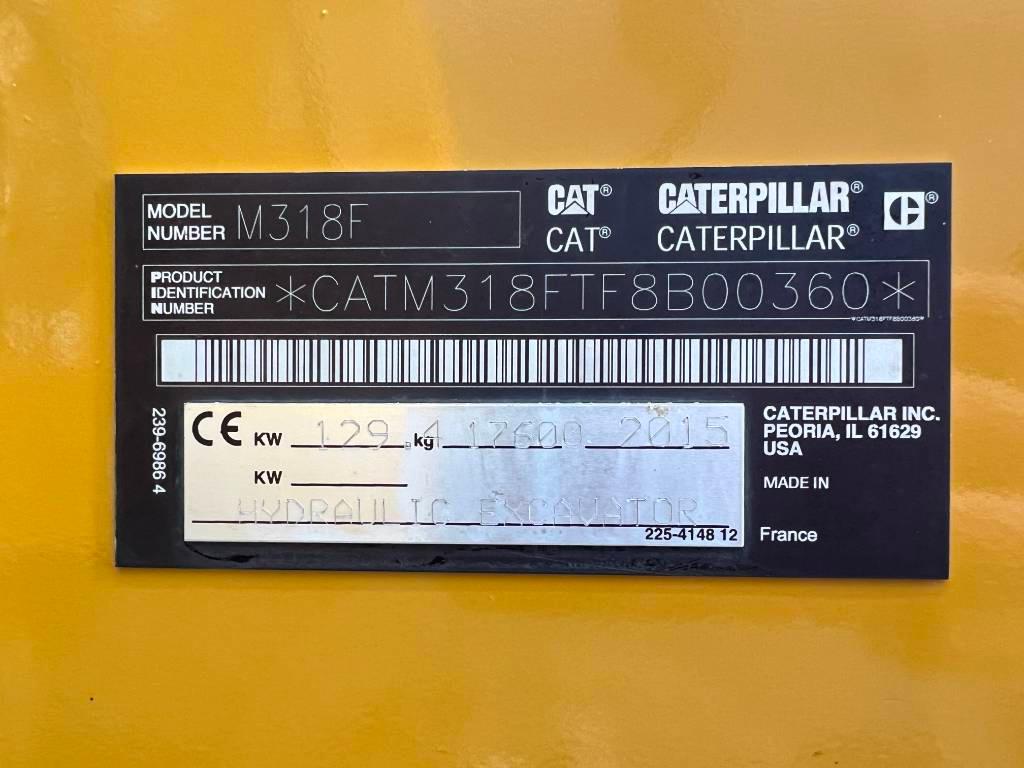 MODEL NUMBER M318F
CAT® CATERPILLAR®
CAT® CATERPILLAR®
PRODUCT IDENTIFICATION NUMBER *CATM318FTF8B00360*
*CATM318FTF8B00360*
239-6986 4
CE KW 129.4 kg 17600 2015
KW
HYDRAULIC EXCAVATOR
225-4148 12
CATERPILLAR INC.
PEORIA, IL 61629
USA
MADE IN
France